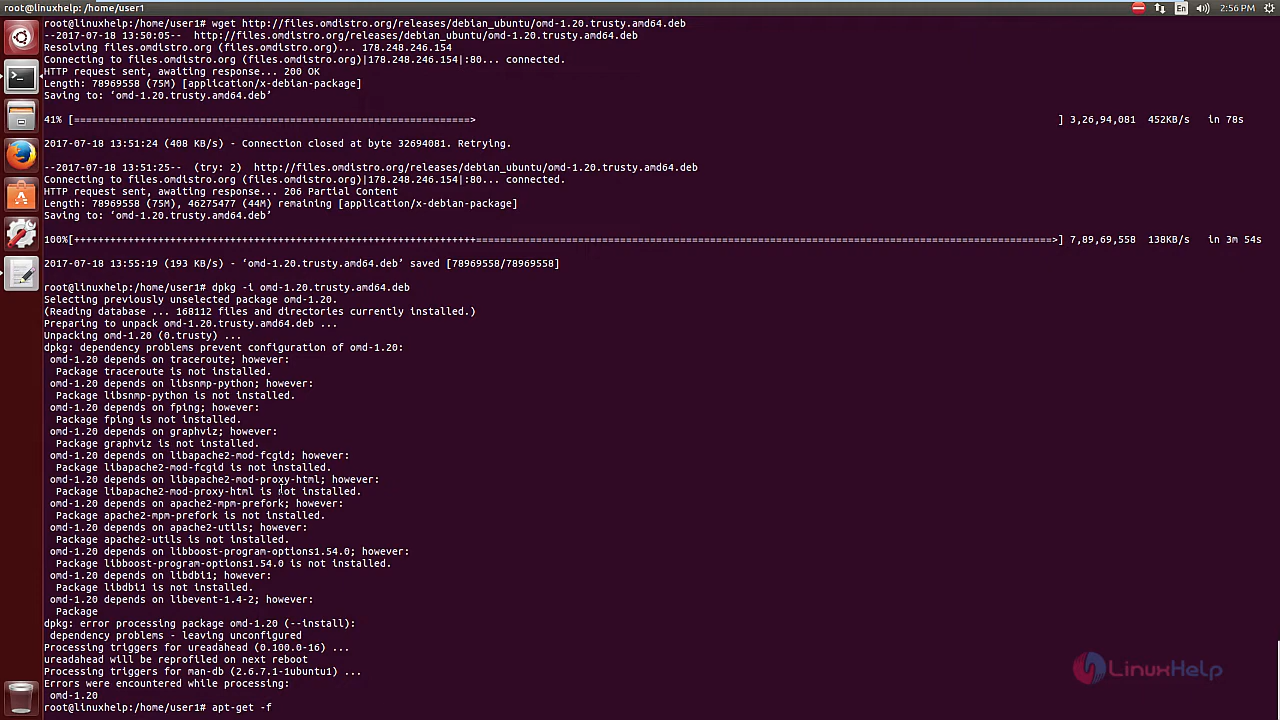 root@linuxhelp: /home/user1
En
2:56 PM
root@linuxhelp:/home/user1# wget http://files.omdistro.org/releases/debian_ubuntu/omd-1.20.trusty.amd64.deb
--2017-07-18 13:50:05--  http://files.omdistro.org/releases/debian_ubuntu/omd-1.20.trusty.amd64.deb
Resolving files.omdistro.org (files.omdistro.org)... 178.248.246.154
Connecting to files.omdistro.org (files.omdistro.org)|178.248.246.154|:80... connected.
HTTP request sent, awaiting response... 200 OK
Length: 78969558 (75M) [application/x-debian-package]
Saving to: ‘omd-1.20.trusty.amd64.deb’
41% [==================================================================>                                                                                                  ] 3,26,94,081  452KB/s   in 78s
2017-07-18 13:51:24 (408 KB/s) - Connection closed at byte 32694081. Retrying.
--2017-07-18 13:51:25--  (try: 2)  http://files.omdistro.org/releases/debian_ubuntu/omd-1.20.trusty.amd64.deb
Connecting to files.omdistro.org (files.omdistro.org)|178.248.246.154|:80... connected.
HTTP request sent, awaiting response... 206 Partial Content
Length: 78969558 (75M), 46275477 (44M) remaining [application/x-debian-package]
Saving to: ‘omd-1.20.trusty.amd64.deb’
100%[+++++++++++++++++++++++++++++++++++++++++++++++++++++++++++++++++++================================================================================================>] 7,89,69,558  138KB/s   in 3m 54s
2017-07-18 13:55:19 (193 KB/s) - ‘omd-1.20.trusty.amd64.deb’ saved [78969558/78969558]
root@linuxhelp:/home/user1# dpkg -i omd-1.20.trusty.amd64.deb
Selecting previously unselected package omd-1.20.
(Reading database ... 168112 files and directories currently installed.)
Preparing to unpack omd-1.20.trusty.amd64.deb ...
Unpacking omd-1.20 (0.trusty) ...
dpkg: dependency problems prevent configuration of omd-1.20:
omd-1.20 depends on traceroute; however:
Package traceroute is not installed.
omd-1.20 depends on libsnmp-python; however:
Package libsnmp-python is not installed.
omd-1.20 depends on fping; however:
Package fping is not installed.
omd-1.20 depends on graphviz; however:
Package graphviz is not installed.
omd-1.20 depends on libapache2-mod-fcgid; however:
Package libapache2-mod-fcgid is not installed.
omd-1.20 depends on libapache2-mod-proxy-html; however:
Package libapache2-mod-proxy-html is not installed.
omd-1.20 depends on apache2-mpm-prefork; however:
Package apache2-mpm-prefork is not installed.
omd-1.20 depends on apache2-utils; however:
Package apache2-utils is not installed.
omd-1.20 depends on libboost-program-options1.54.0; however:
Package libboost-program-options1.54.0 is not installed.
omd-1.20 depends on libdbi1; however:
Package libdbi1 is not installed.
omd-1.20 depends on libevent-1.4-2; however:
Package
dpkg: error processing package omd-1.20 (--install):
dependency problems - leaving unconfigured
Processing triggers for ureadahead (0.100.0-16) ...
ureadahead will be reprofiled on next reboot
Processing triggers for man-db (2.6.7.1-1ubuntu1) ...
Errors were encountered while processing:
omd-1.20
root@linuxhelp:/home/user1# apt-get -f
LinuxHelp